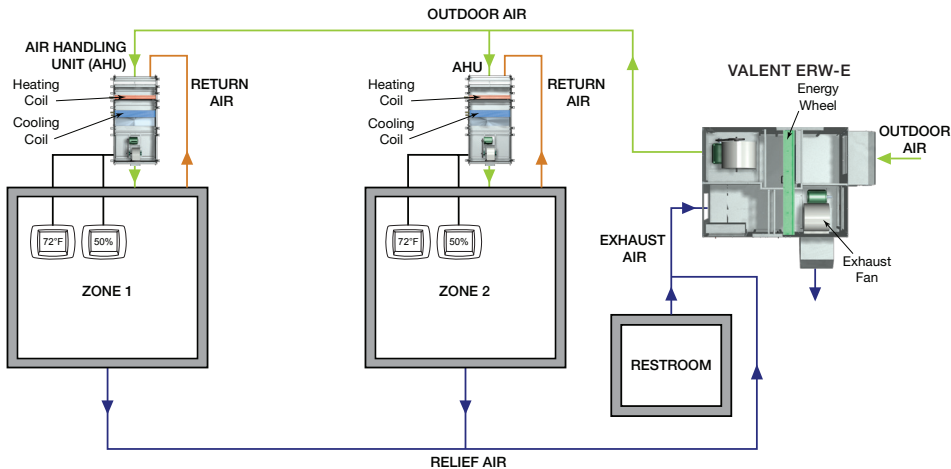 OUTDOOR AIR
AIR HANDLING
UNIT (AHU)
Heating
Coil
Cooling
Coil
RETURN
AIR
AHU
Heating
Coil
Cooling
Coil
RETURN
AIR
VALENT ERW-E
Energy
Wheel
OUTDOOR
AIR
72°F
50%
ZONE 1
72°F
50%
ZONE 2
EXHAUST
AIR
Exhaust
Fan
RESTROOM
RELIEF AIR